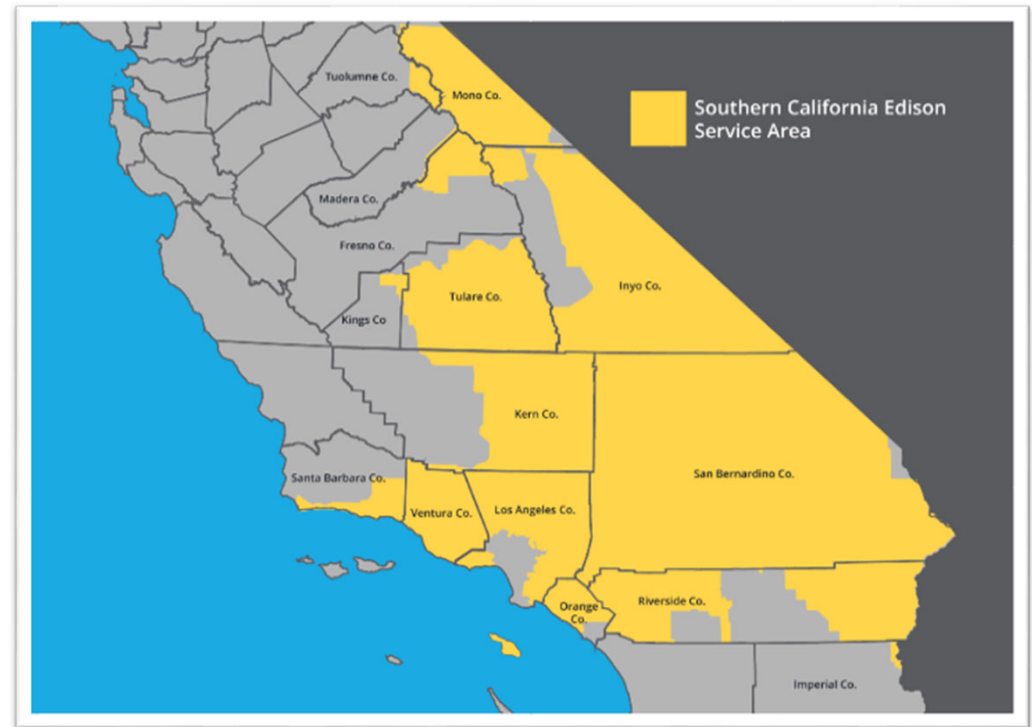 Tuolumne Co.
Mono Co.
Southern California Edison
Service Area
Madera Co.
Fresno Co.
Inyo Co.
Tulare Co.
Kings Co
Kern Co.
San Bernardino Co.
Santa Barbara Co.
Ventura Co.
Los Angeles Co.
Riverside Co.
Orange
Co.
Imperial Co.